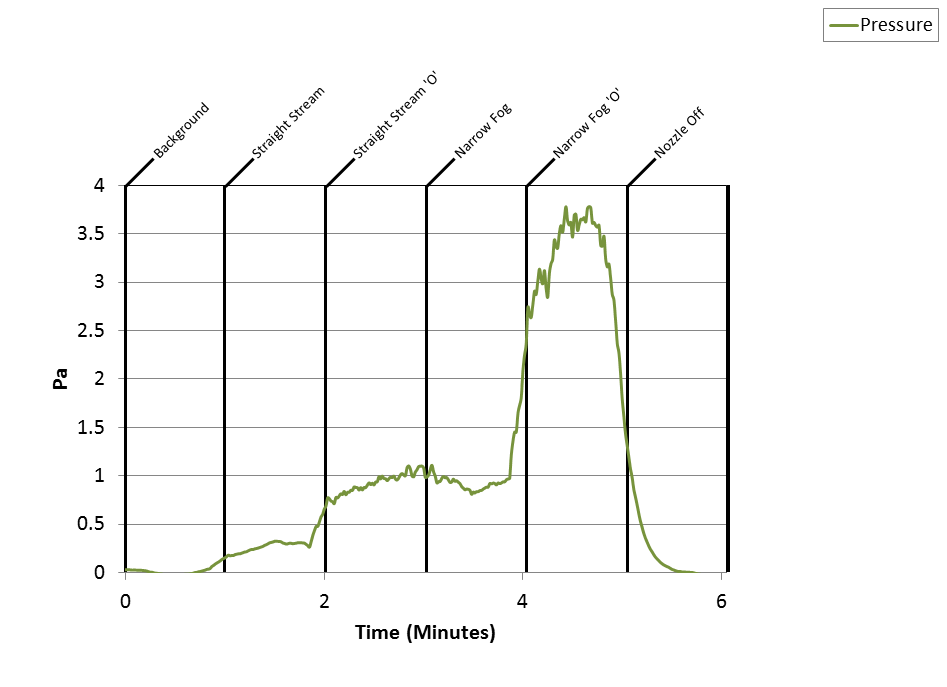 Pressure
Background
Straight Stream
Straight Stream 'O'
Narrow Fog
Narrow Fog 'O'
Nozzle Off
4
3.5
3
2.5
2
1.5
1
0.5
0
Pa
0 2 4 6
Time (Minutes)